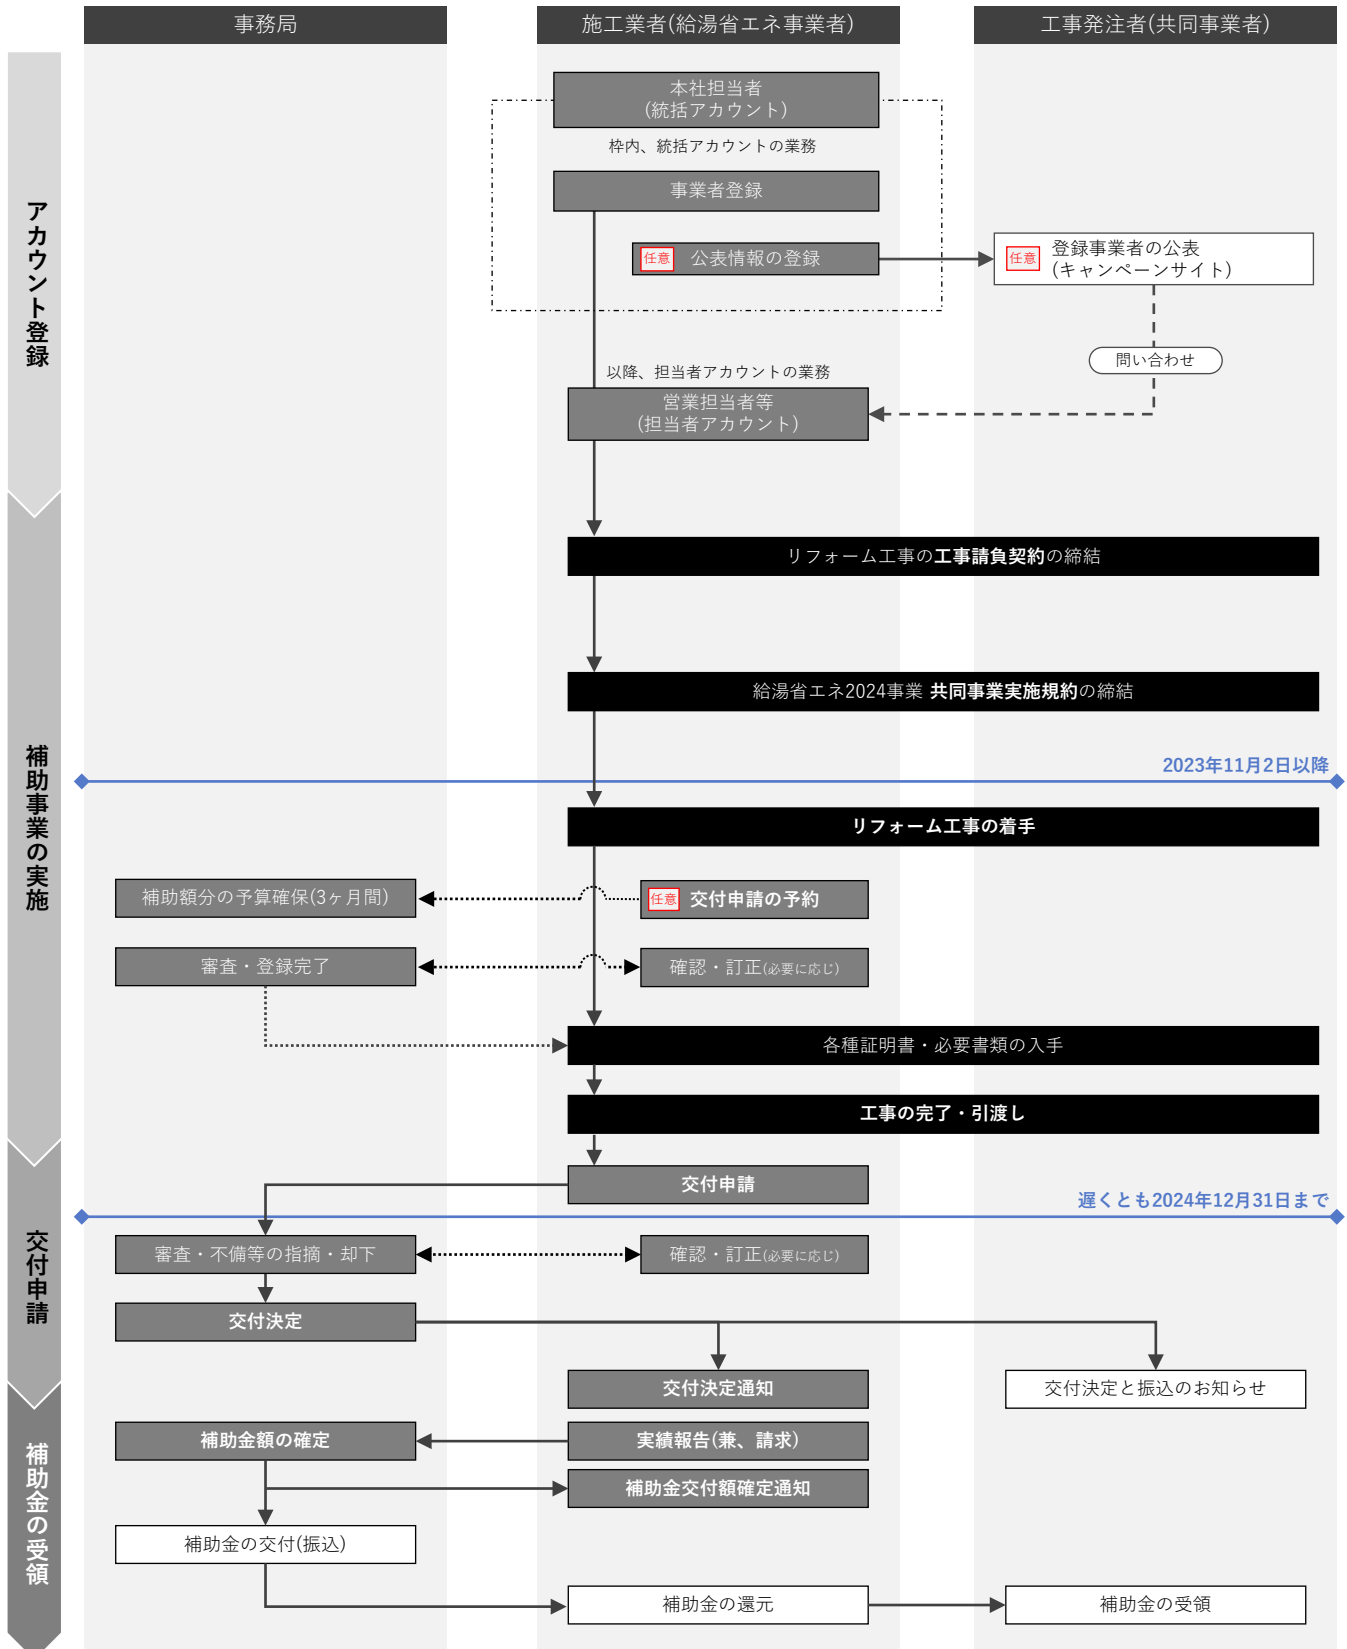 事務局
施工業者(給湯省エネ事業者)
工事発注者(共同事業者)
アカウント登録
本社担当者
(統括アカウント)
枠内、統括アカウントの業務
事業者登録
任意 公表情報の登録
任意 登録事業者の公表
(キャンペーンサイト)
問い合わせ
以降、担当者アカウントの業務
営業担当者等
(担当者アカウント)
補助事業の実施
リフォーム工事の工事請負契約の締結
給湯省エネ2024事業 共同事業実施規約の締結
2023年11月2日以降
リフォーム工事の着手
補助額分の予算確保(3ヶ月間)
任意 交付申請の予約
審査・登録完了
確認・訂正(必要に応じ)
各種証明書・必要書類の入手
工事の完了・引渡し
交付申請
交付申請
遅くとも2024年12月31日まで
審査・不備等の指摘・却下
確認・訂正(必要に応じ)
交付決定
交付決定通知
交付決定と振込のお知らせ
補助金の受領
補助金額の確定
実績報告(兼、請求)
補助金交付額確定通知
補助金の交付(振込)
補助金の還元
補助金の受領